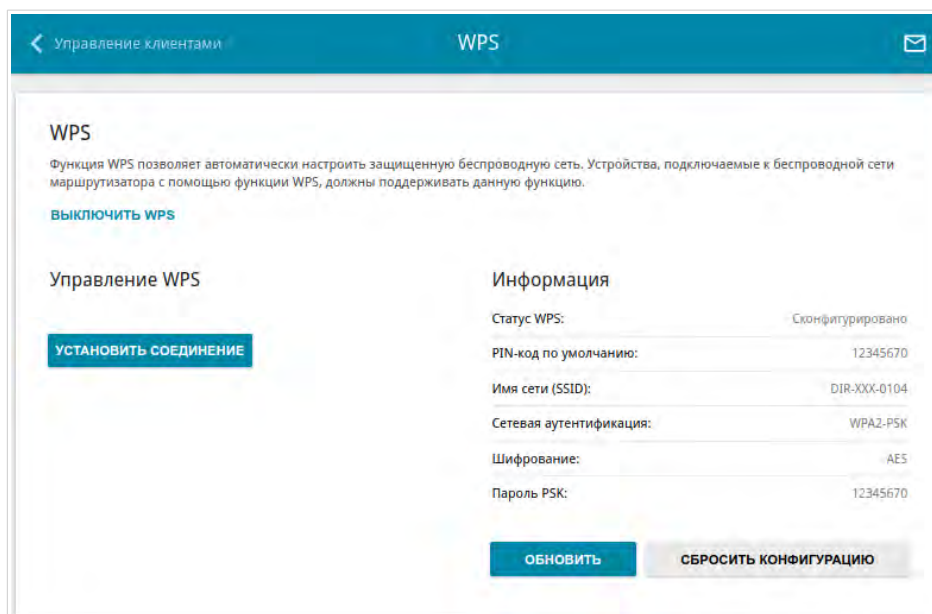 Управление клиентами
WPS
WPS
Функция WPS позволяет автоматически настроить защищенную беспроводную сеть. Устройства, подключаемые к беспроводной сети
маршрутизатора с помощью функции WPS, должны поддерживать данную функцию.
ВЫКЛЮЧИТЬ WPS
Управление WPS
УСТАНОВИТЬ СОЕДИНЕНИЕ
Информация
Статус WPS: Сконфигурировано
PIN-код по умолчанию: 12345670
Имя сети (SSID): DIR-XXX-0104
Сетевая аутентификация: WPA2-PSK
Шифрование: AES
Пароль PSK: 12345670
ОБНОВИТЬ СБРОСИТЬ КОНФИГУРАЦИЮ